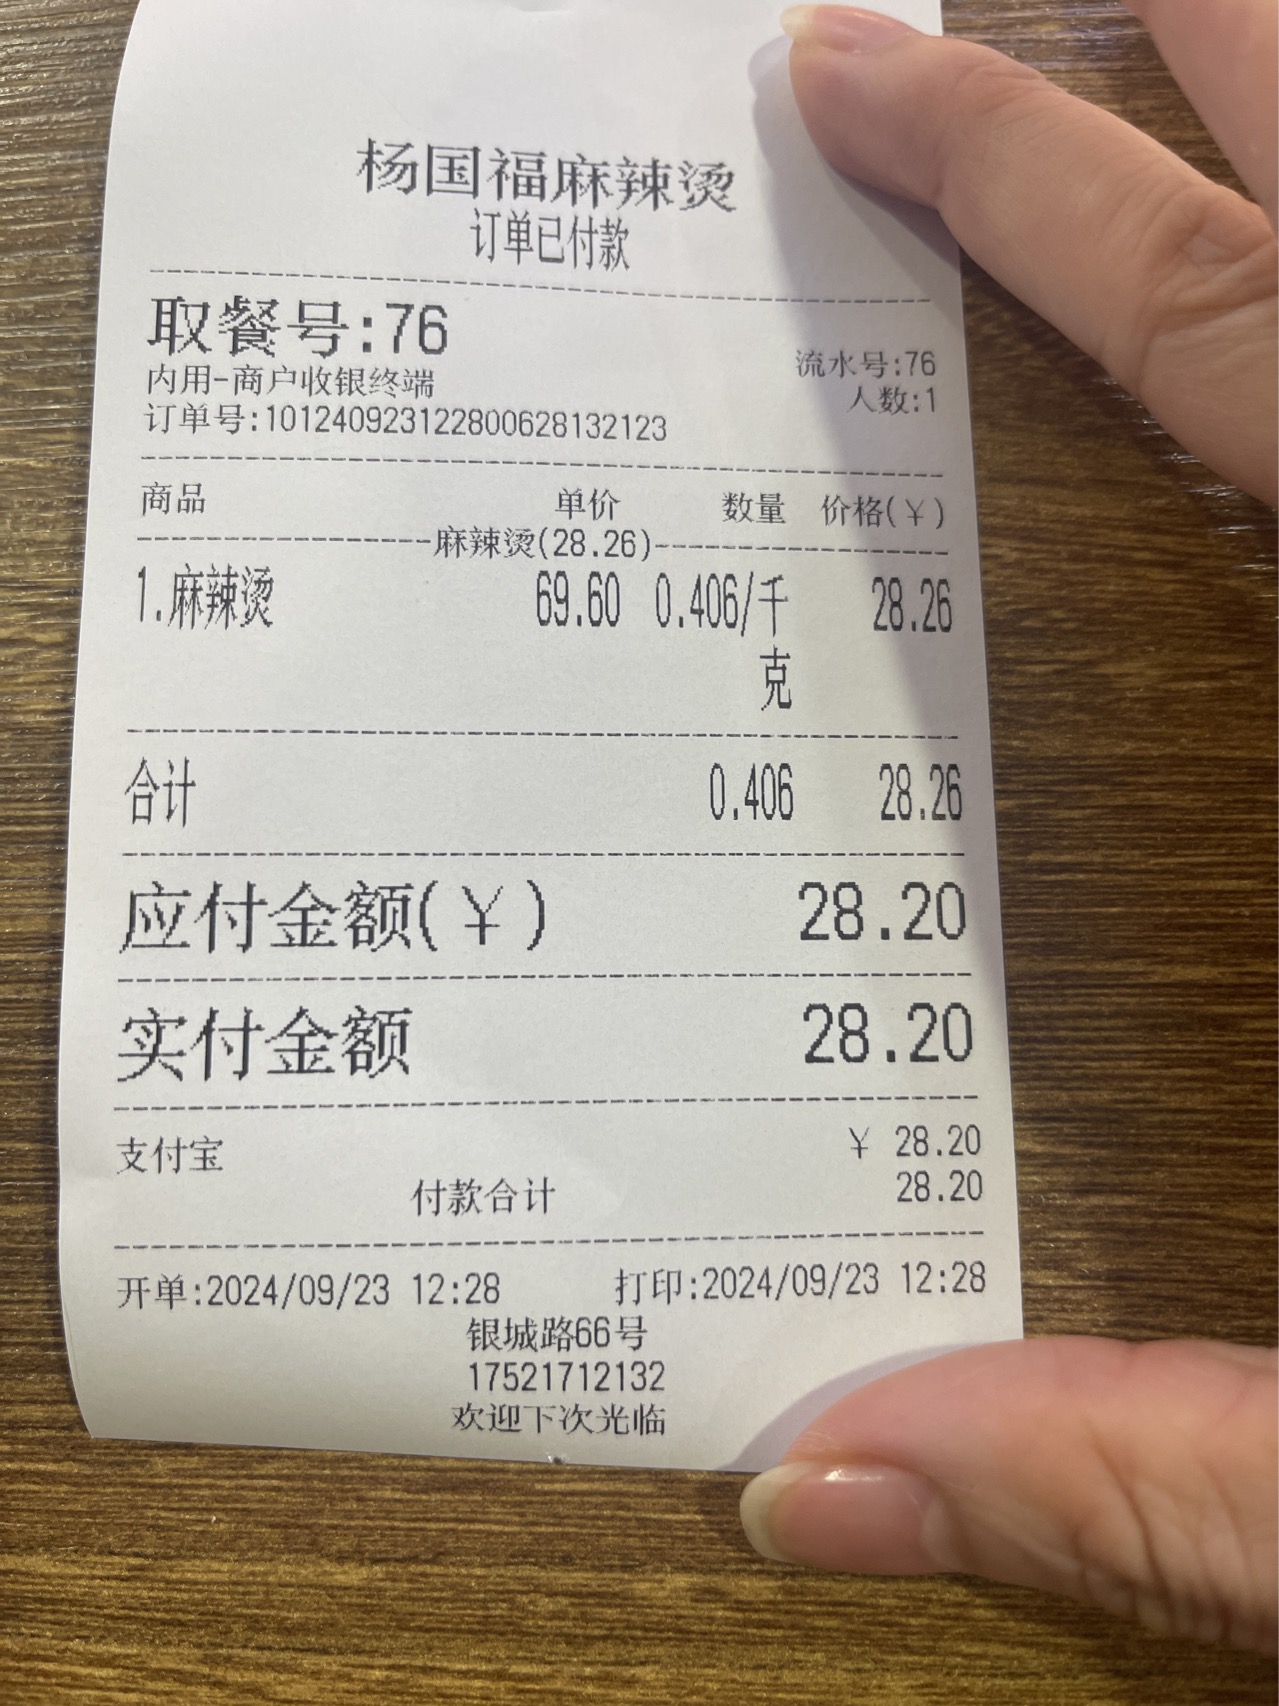 杨国福麻辣烫
订单已付款
取餐号:76
流水号:76
内用-商户收银终端
人数:1
订单号:101240923122800628132123
商品 单价 数量 价格(￥)
麻辣烫(28.26)
1.麻辣烫 69.60 0.406/千克 28.26
合计 0.406 28.26
应付金额(￥) 28.20
实付金额 28.20
支付宝 ￥ 28.20
付款合计 28.20
开单:2024/09/23 12:28 打印:2024/09/23 12:28
银城路66号
17521712132
欢迎下次光临